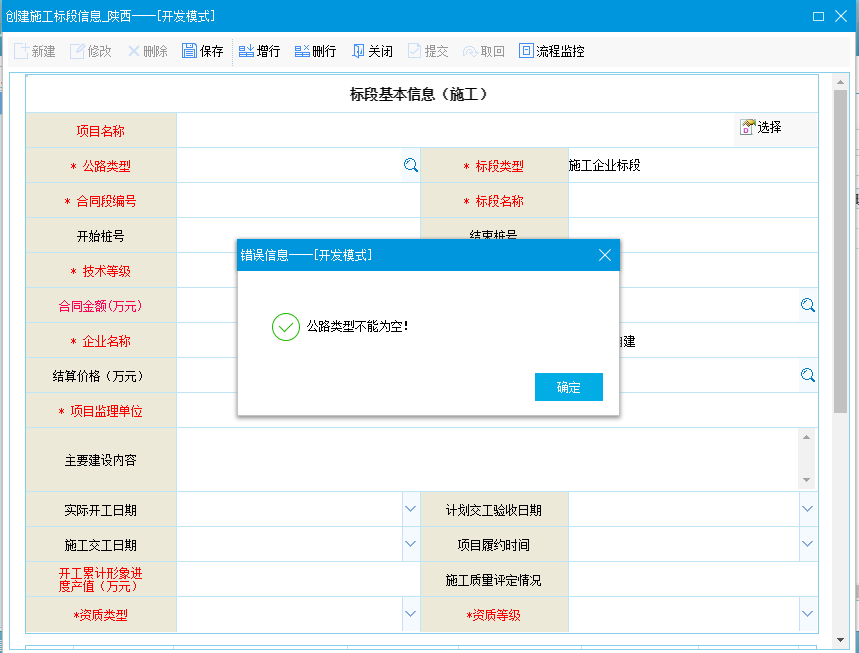 创建施工标段信息_陕西——[开发模式]
新建 修改 删除 保存 增行 删行 关闭 提交 取回 流程监控
标段基本信息（施工）
项目名称 选择
* 公路类型 * 标段类型 施工企业标段
* 合同段编号 * 标段名称
开始桩号 结束桩号
错误信息——[开发模式]
* 技术等级
合同金额(万元)
公路类型不能为空!
* 企业名称 建
结算价格（万元）
确定
* 项目监理单位
主要建设内容
实际开工日期 计划交工验收日期
施工交工日期 项目履约时间
开工累计形象进
度产值（万元） 施工质量评定情况
*资质类型 *资质等级